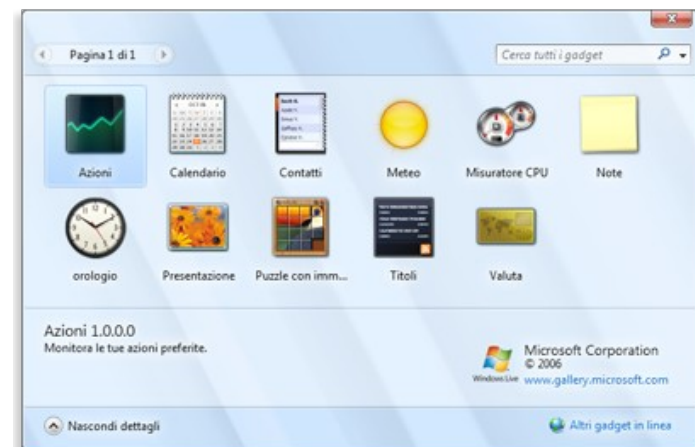 Pagina 1 di 1
Cerca tutti i gadget
Azioni
Calendario
Contatti
Meteo
Misuratore CPU
Note
orologio
Presentazione
Puzzle con imm...
Titoli
Valuta
Azioni 1.0.0.0
Monitora le tue azioni preferite.
Microsoft Corporation
© 2006
Windows Live www.gallery.microsoft.com
Nascondi dettagli
Altri gadget in linea